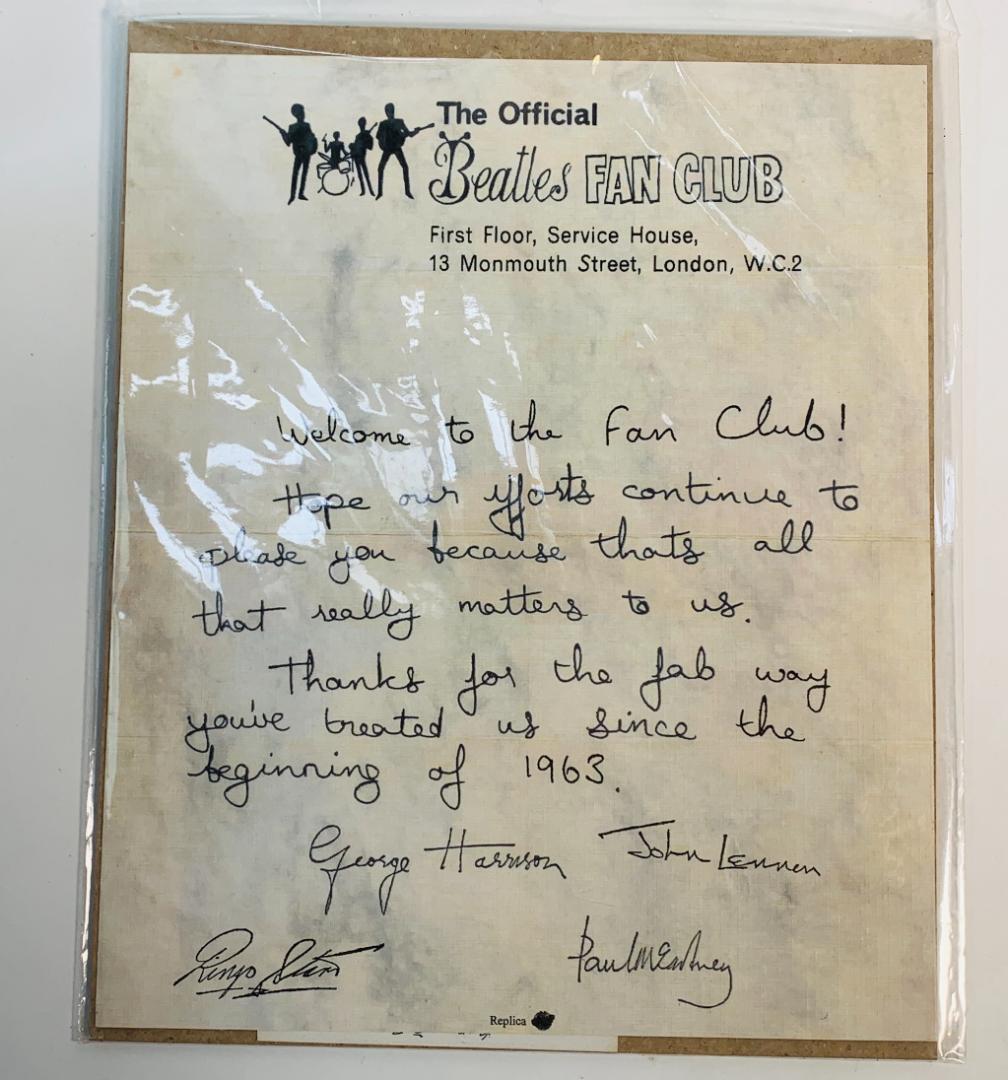 The Official
Beatles FAN CLUB
First Floor, Service House,
13 Monmouth Street, London, W.C.2
Welcome to the Fan Club!
Hope our efforts continue to
please you because thats all
that really matters to us.
Thanks for the fab way
you've treated us since the
beginning of 1963.
George Harrison John Lennon
Ringo Starr Paul McCartney
Replica